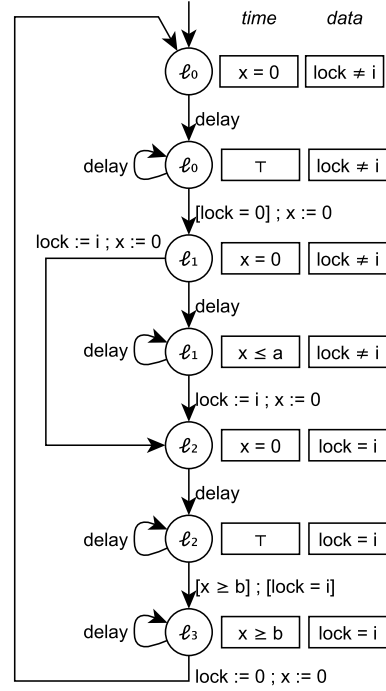 time data
ℓ₀ x = 0 lock ≠ i
delay
delay ℓ₀ ⊤ lock ≠ i
[lock = 0] ; x := 0
lock := i ; x := 0
ℓ₁ x = 0 lock ≠ i
delay
delay ℓ₁ x ≤ a lock ≠ i
lock := i ; x := 0
ℓ₂ x = 0 lock = i
delay
delay ℓ₂ ⊤ lock = i
[x ≥ b] ; [lock = i]
delay ℓ₃ x ≥ b lock = i
lock := 0 ; x := 0